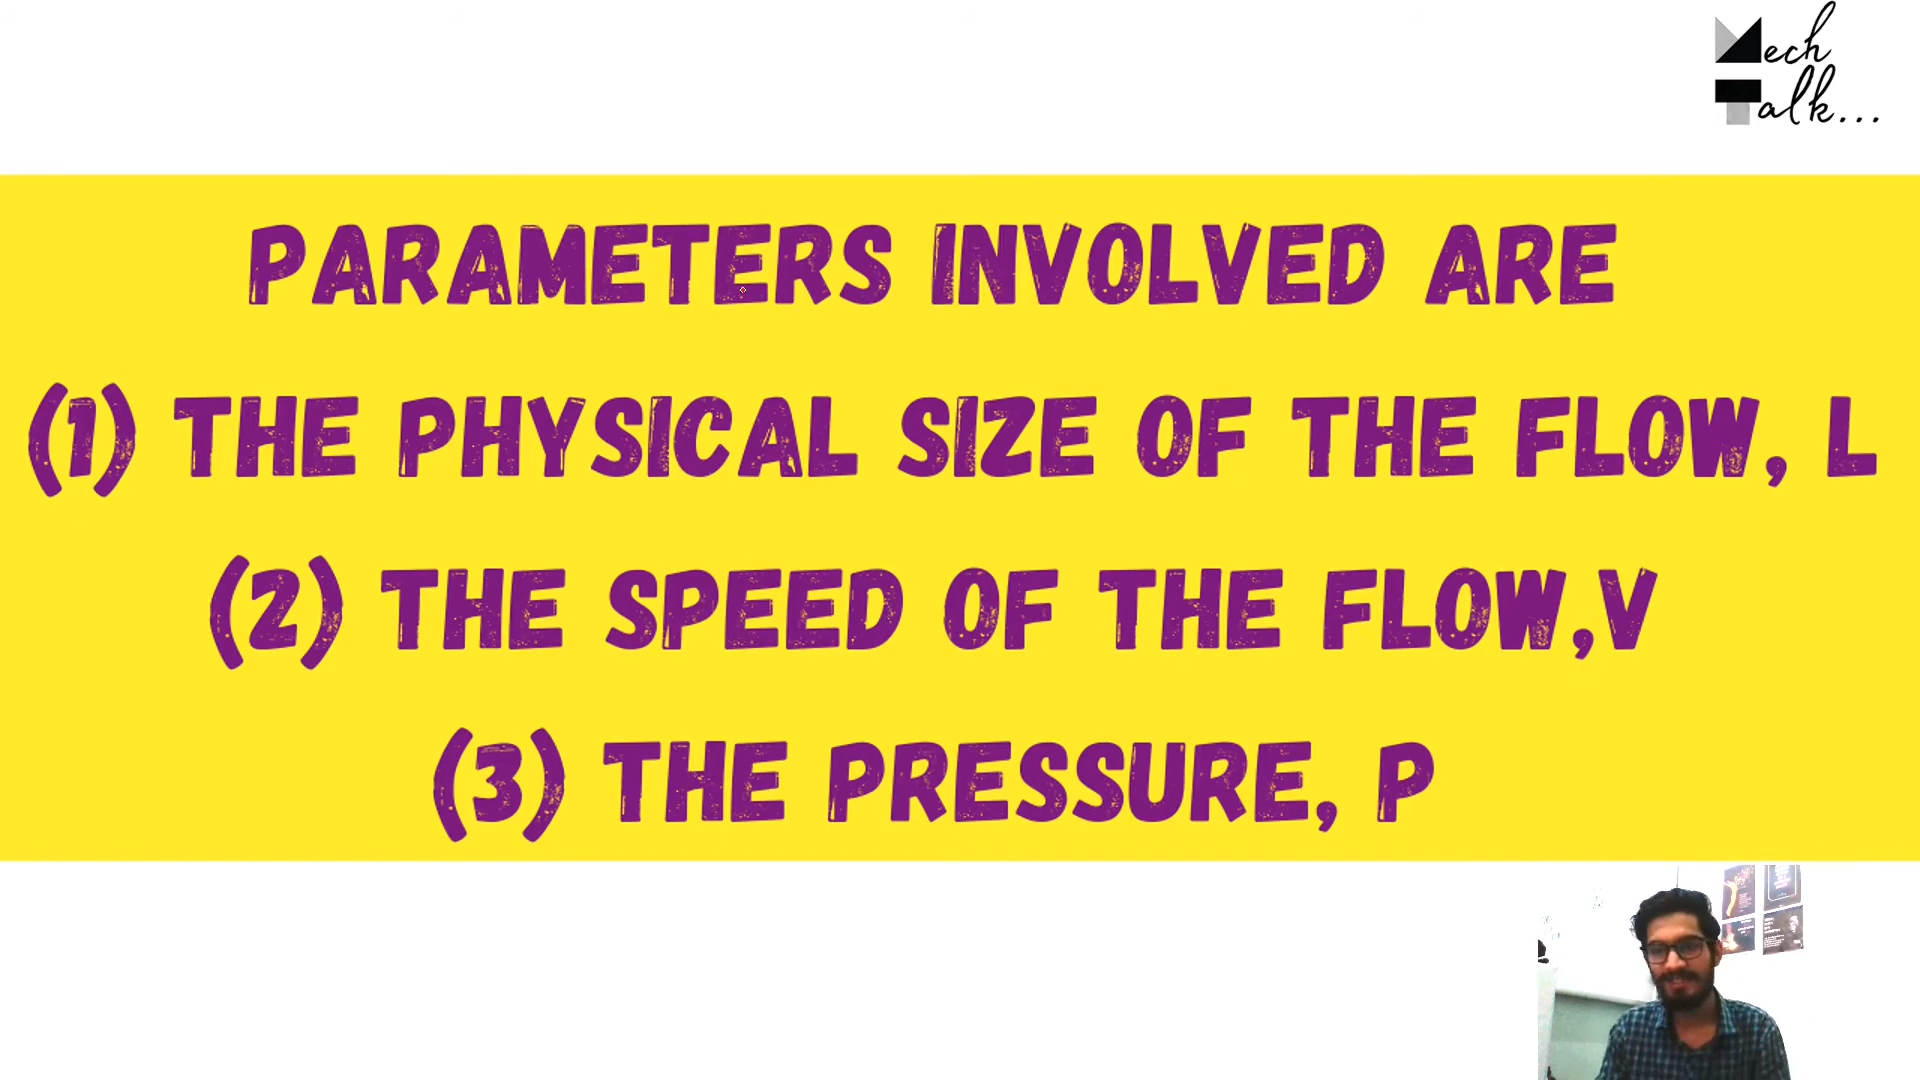 Mech
Talk...
PARAMETERS INVOLVED ARE
(1) THE PHYSICAL SIZE OF THE FLOW, L
(2) THE SPEED OF THE FLOW,V
(3) THE PRESSURE, P